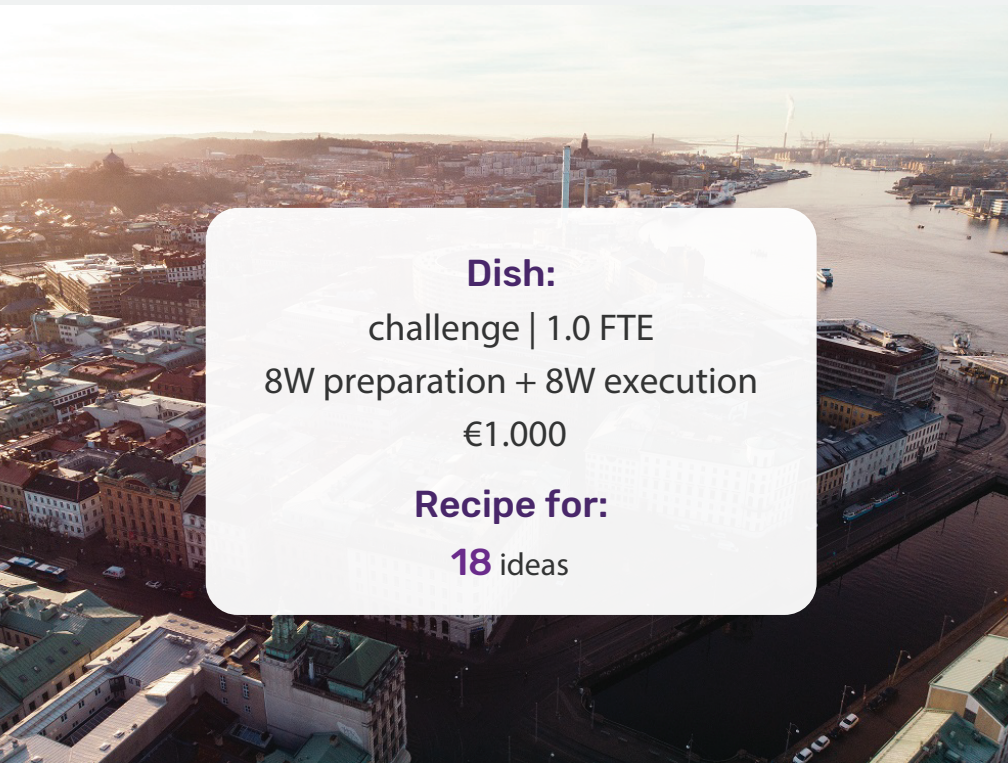 Dish:
challenge | 1.0 FTE
8W preparation + 8W execution
€1.000
Recipe for:
18 ideas